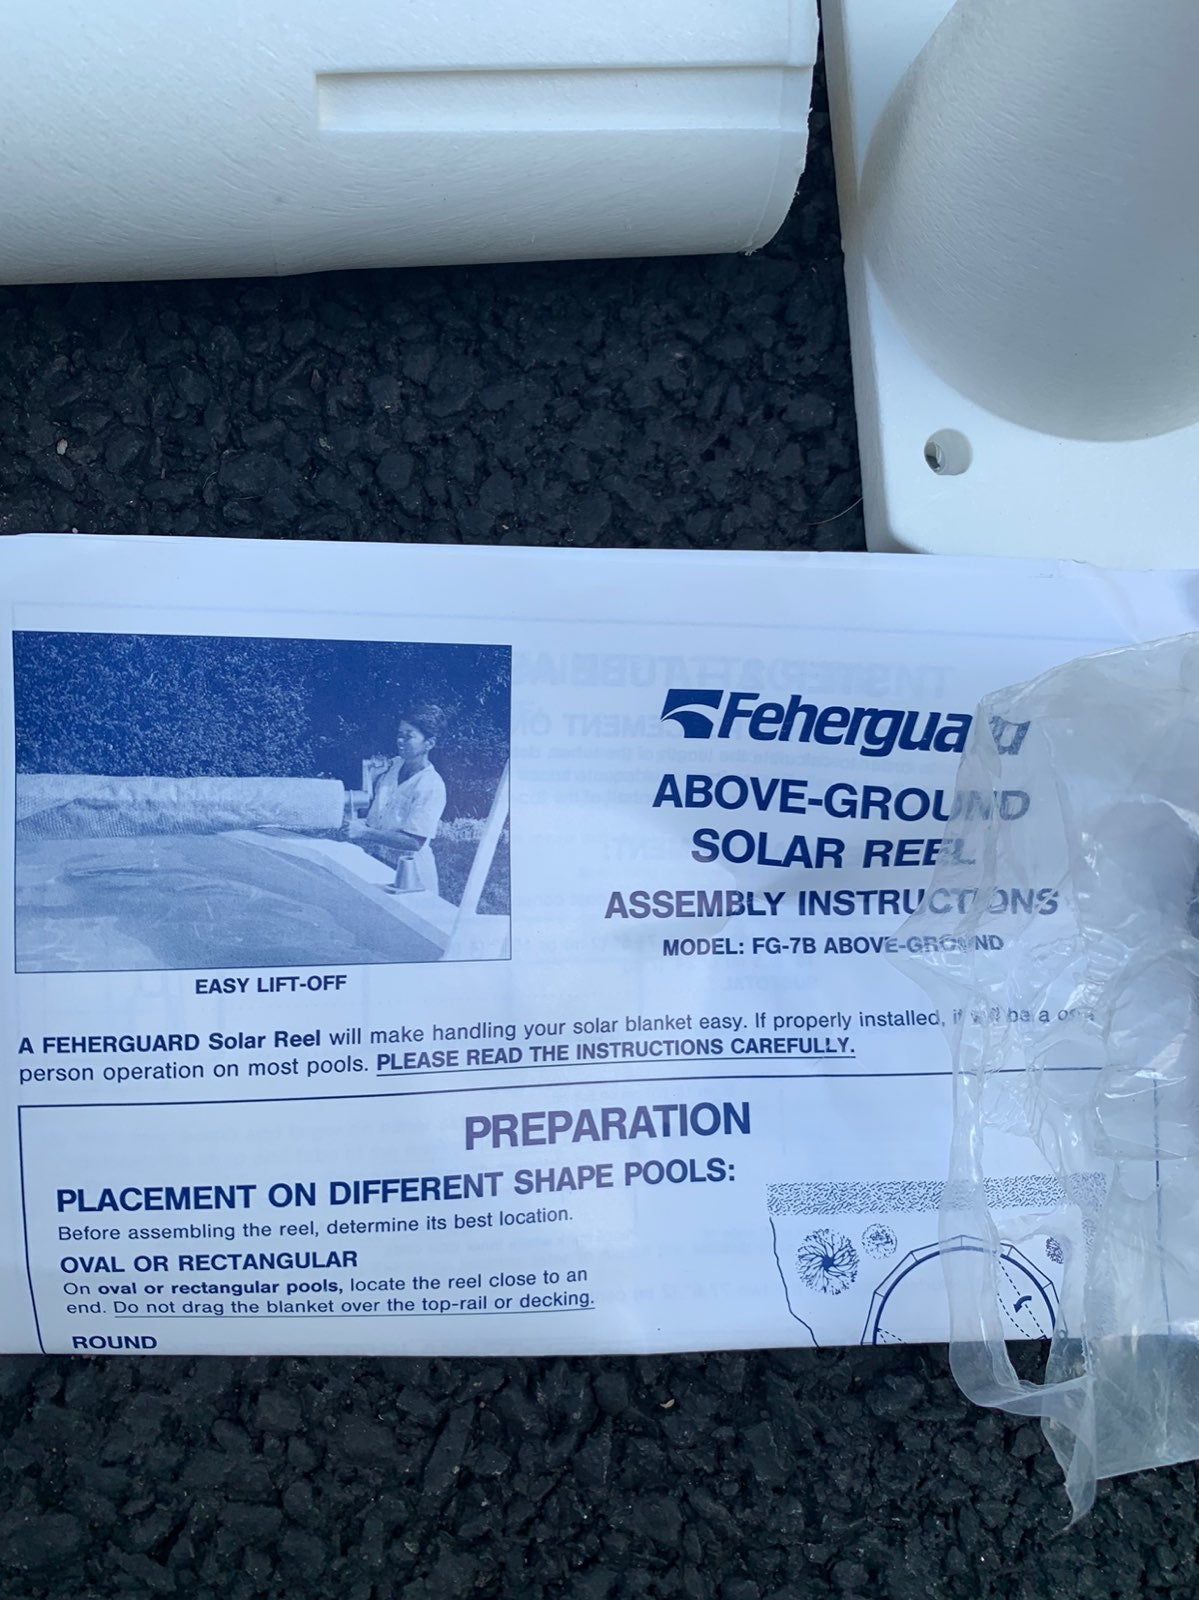 Feherguard
ABOVE-GROUND
SOLAR REEL
ASSEMBLY INSTRUCTIONS
MODEL: FG-7B ABOVE-GROUND
EASY LIFT-OFF
A FEHERGUARD Solar Reel will make handling your solar blanket easy. If properly installed, it will be a one
person operation on most pools. PLEASE READ THE INSTRUCTIONS CAREFULLY.
PREPARATION
PLACEMENT ON DIFFERENT SHAPE POOLS:
Before assembling the reel, determine its best location.
OVAL OR RECTANGULAR
On oval or rectangular pools, locate the reel close to an
end. Do not drag the blanket over the top-rail or decking.
ROUND